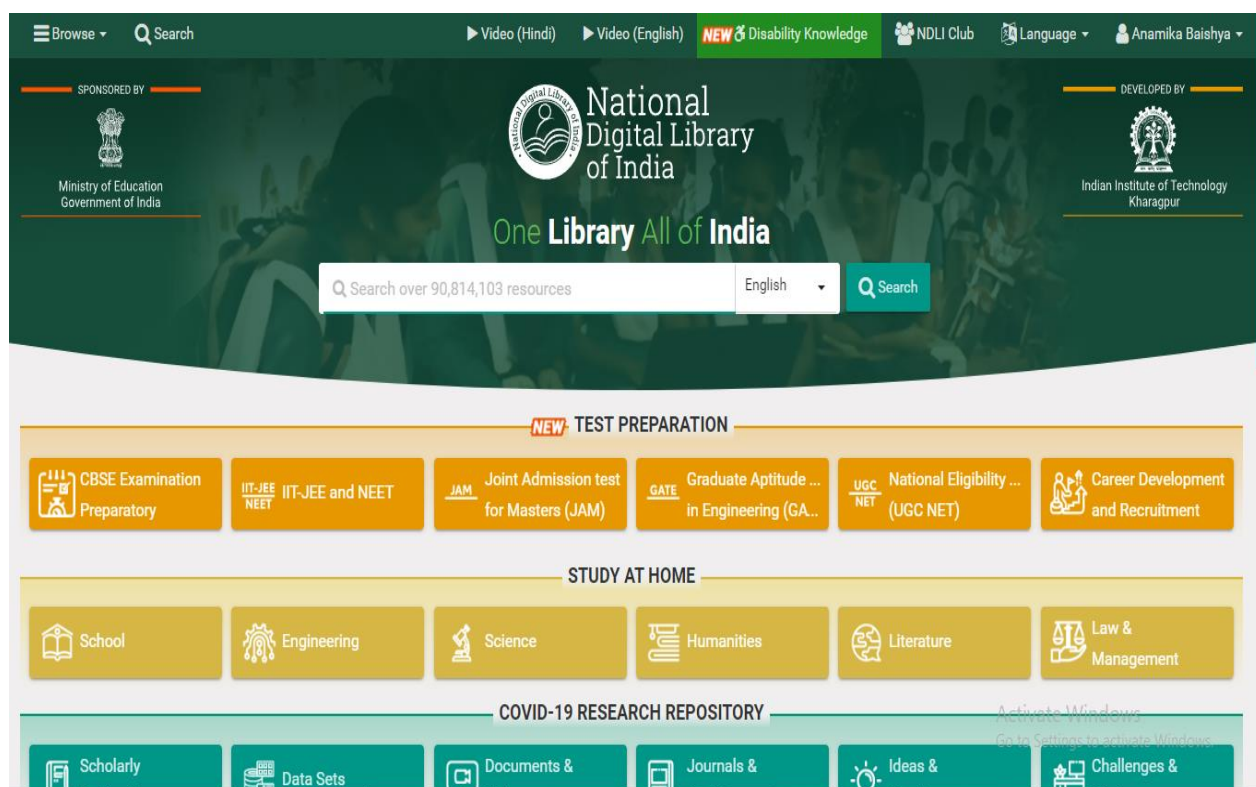 Browse
Search
Video (Hindi)
Video (English)
NEW Disability Knowledge
NDLI Club
Language
Anamika Baishya
SPONSORED BY
Ministry of Education
Government of India
National Digital Library of India
National
Digital Library
of India
DEVELOPED BY
Indian Institute of Technology
Kharagpur
One Library All of India
Search over 90,814,103 resources
English
Search
NEW TEST PREPARATION
CBSE Examination
Preparatory
IIT-JEE
NEET
IIT-JEE and NEET
JAM
Joint Admission test
for Masters (JAM)
GATE
Graduate Aptitude ...
in Engineering (GA...
UGC
NET
National Eligibility ...
(UGC NET)
Career Development
and Recruitment
STUDY AT HOME
School
Engineering
Science
Humanities
Literature
Law &
Management
COVID-19 RESEARCH REPOSITORY
Activate Windows
Go to Settings to activate Windows.
Scholarly
Data Sets
Documents &
Journals &
Ideas &
Challenges &